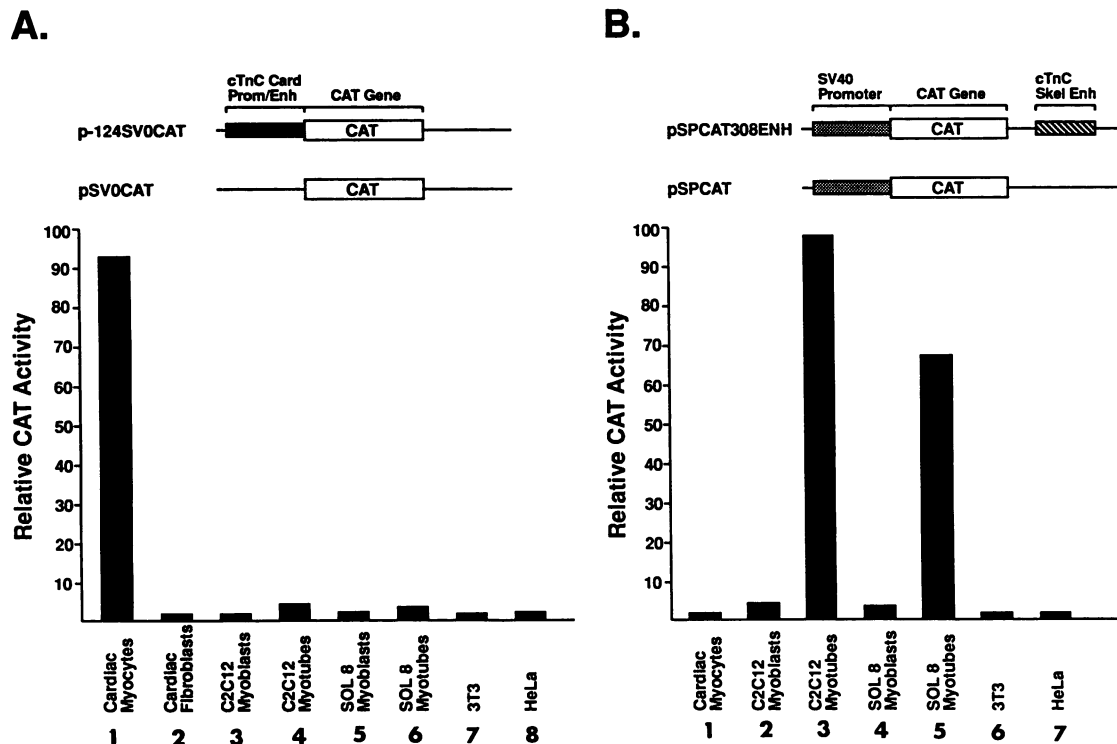 A.
cTnC Card
Prom/Enh
CAT Gene
p-124SV0CAT
CAT
pSV0CAT
CAT
Relative CAT Activity
100
90
80
70
60
50
40
30
20
10
Cardiac
Myocytes
Cardiac
Fibroblasts
C2C12
Myoblasts
C2C12
Myotubes
SOL 8
Myoblasts
SOL 8
Myotubes
3T3
HeLa
1 2 3 4 5 6 7 8
B.
SV40
Promoter
CAT Gene
cTnC
Skel Enh
pSPCAT308ENH
CAT
pSPCAT
CAT
Relative CAT Activity
100
90
80
70
60
50
40
30
20
10
Cardiac
Myocytes
C2C12
Myoblasts
C2C12
Myotubes
SOL 8
Myoblasts
SOL 8
Myotubes
3T3
HeLa
1 2 3 4 5 6 7